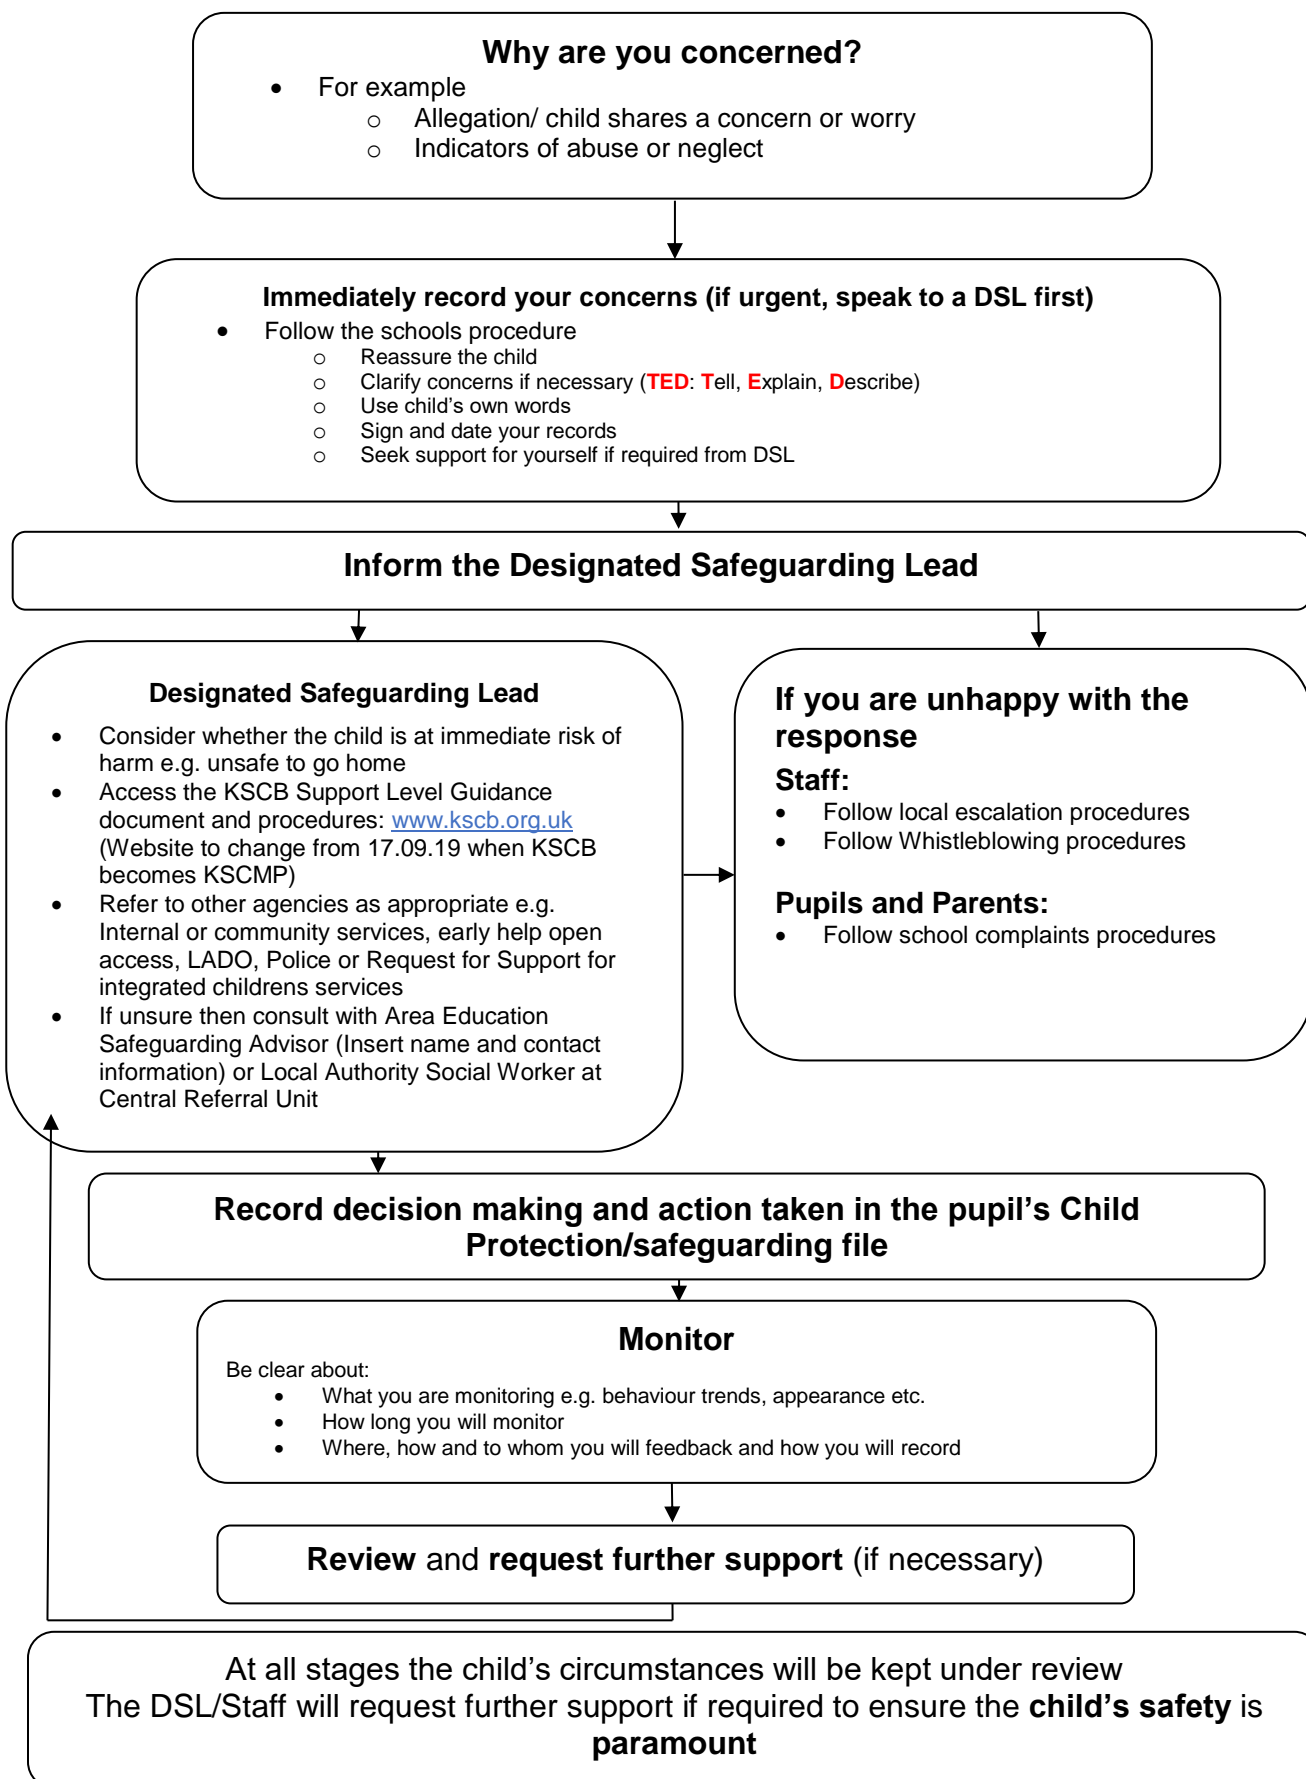 Why are you concerned?
• For example
o Allegation/ child shares a concern or worry
o Indicators of abuse or neglect
Immediately record your concerns (if urgent, speak to a DSL first)
• Follow the schools procedure
o Reassure the child
o Clarify concerns if necessary (TED: Tell, Explain, Describe)
o Use child’s own words
o Sign and date your records
o Seek support for yourself if required from DSL
Inform the Designated Safeguarding Lead
Designated Safeguarding Lead
• Consider whether the child is at immediate risk of
harm e.g. unsafe to go home
• Access the KSCB Support Level Guidance
document and procedures: www.kscb.org.uk
(Website to change from 17.09.19 when KSCB
becomes KSCMP)
• Refer to other agencies as appropriate e.g.
Internal or community services, early help open
access, LADO, Police or Request for Support for
integrated childrens services
• If unsure then consult with Area Education
Safeguarding Advisor (Insert name and contact
information) or Local Authority Social Worker at
Central Referral Unit
If you are unhappy with the
response
Staff:
• Follow local escalation procedures
• Follow Whistleblowing procedures
Pupils and Parents:
• Follow school complaints procedures
Record decision making and action taken in the pupil’s Child
Protection/safeguarding file
Monitor
Be clear about:
• What you are monitoring e.g. behaviour trends, appearance etc.
• How long you will monitor
• Where, how and to whom you will feedback and how you will record
Review and request further support (if necessary)
At all stages the child’s circumstances will be kept under review
The DSL/Staff will request further support if required to ensure the child’s safety is
paramount